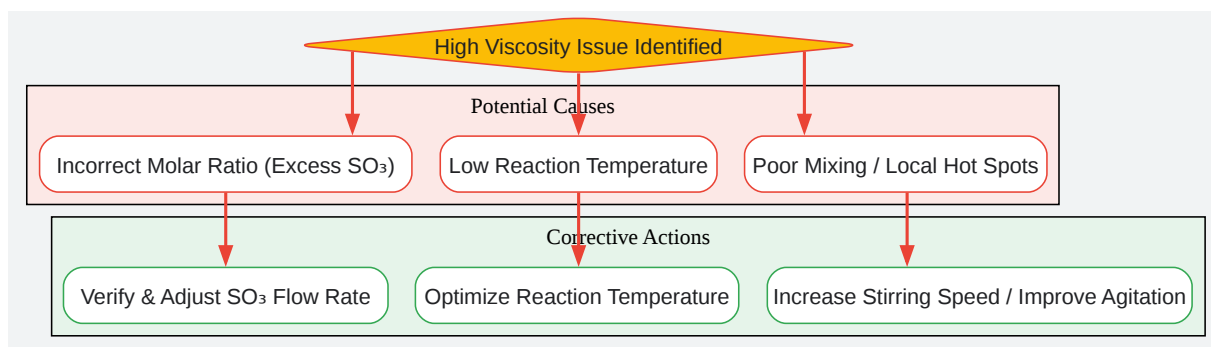 High Viscosity Issue Identified
Potential Causes
Incorrect Molar Ratio (Excess SO₃)
Low Reaction Temperature
Poor Mixing / Local Hot Spots
Corrective Actions
Verify & Adjust SO₃ Flow Rate
Optimize Reaction Temperature
Increase Stirring Speed / Improve Agitation